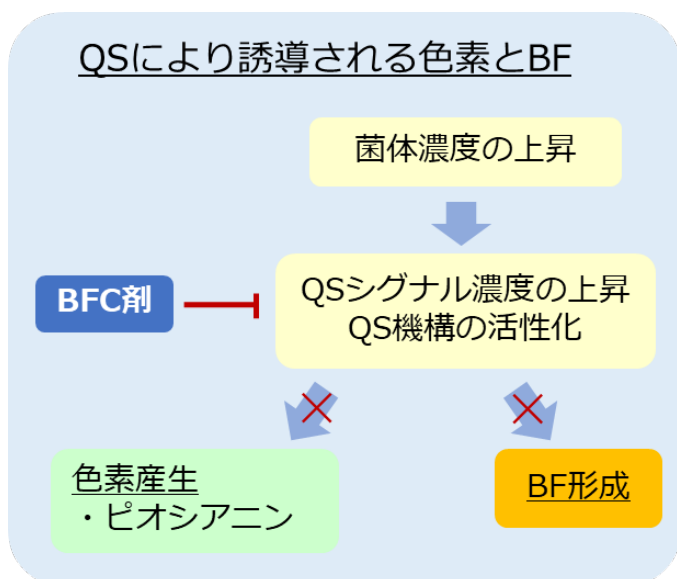 QSにより誘導される色素とBF
菌体濃度の上昇
QSシグナル濃度の上昇
QS機構の活性化
BFC剤
色素産生
・ピオシアニン
BF形成